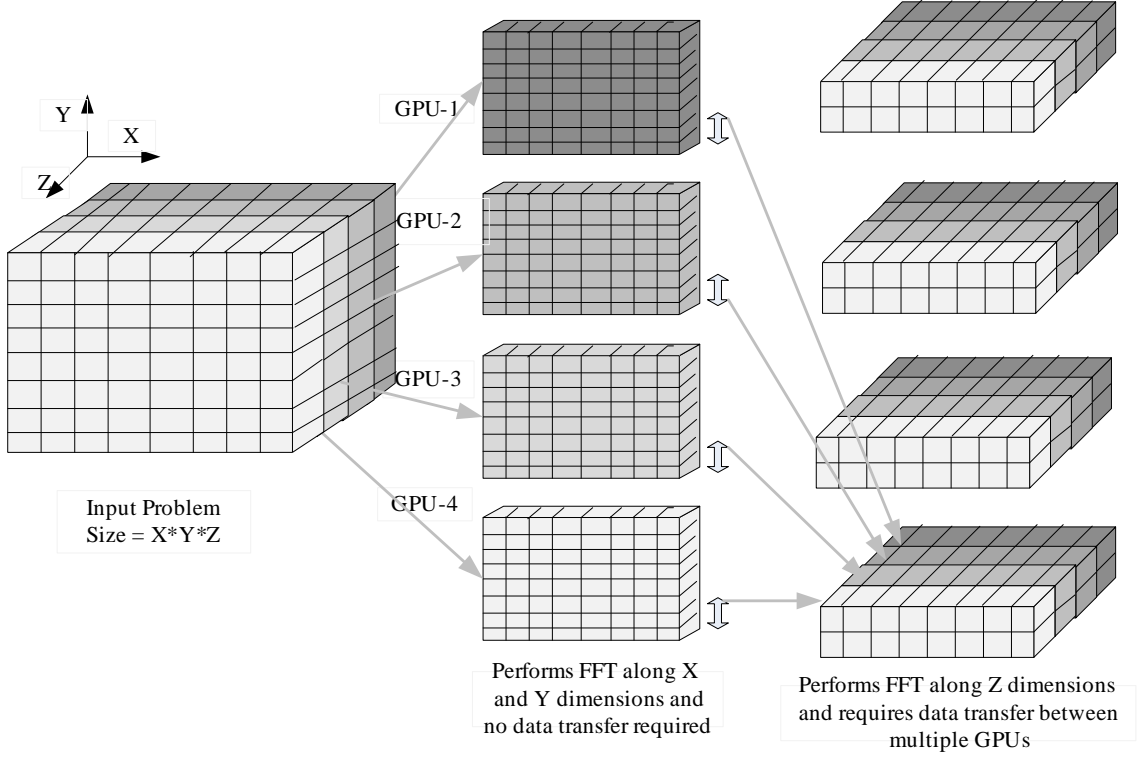 Y
X
Z
Input Problem
Size = X*Y*Z
GPU-1
GPU-2
GPU-3
GPU-4
Performs FFT along X
and Y dimensions and
no data transfer required
Performs FFT along Z dimensions
and requires data transfer between
multiple GPUs